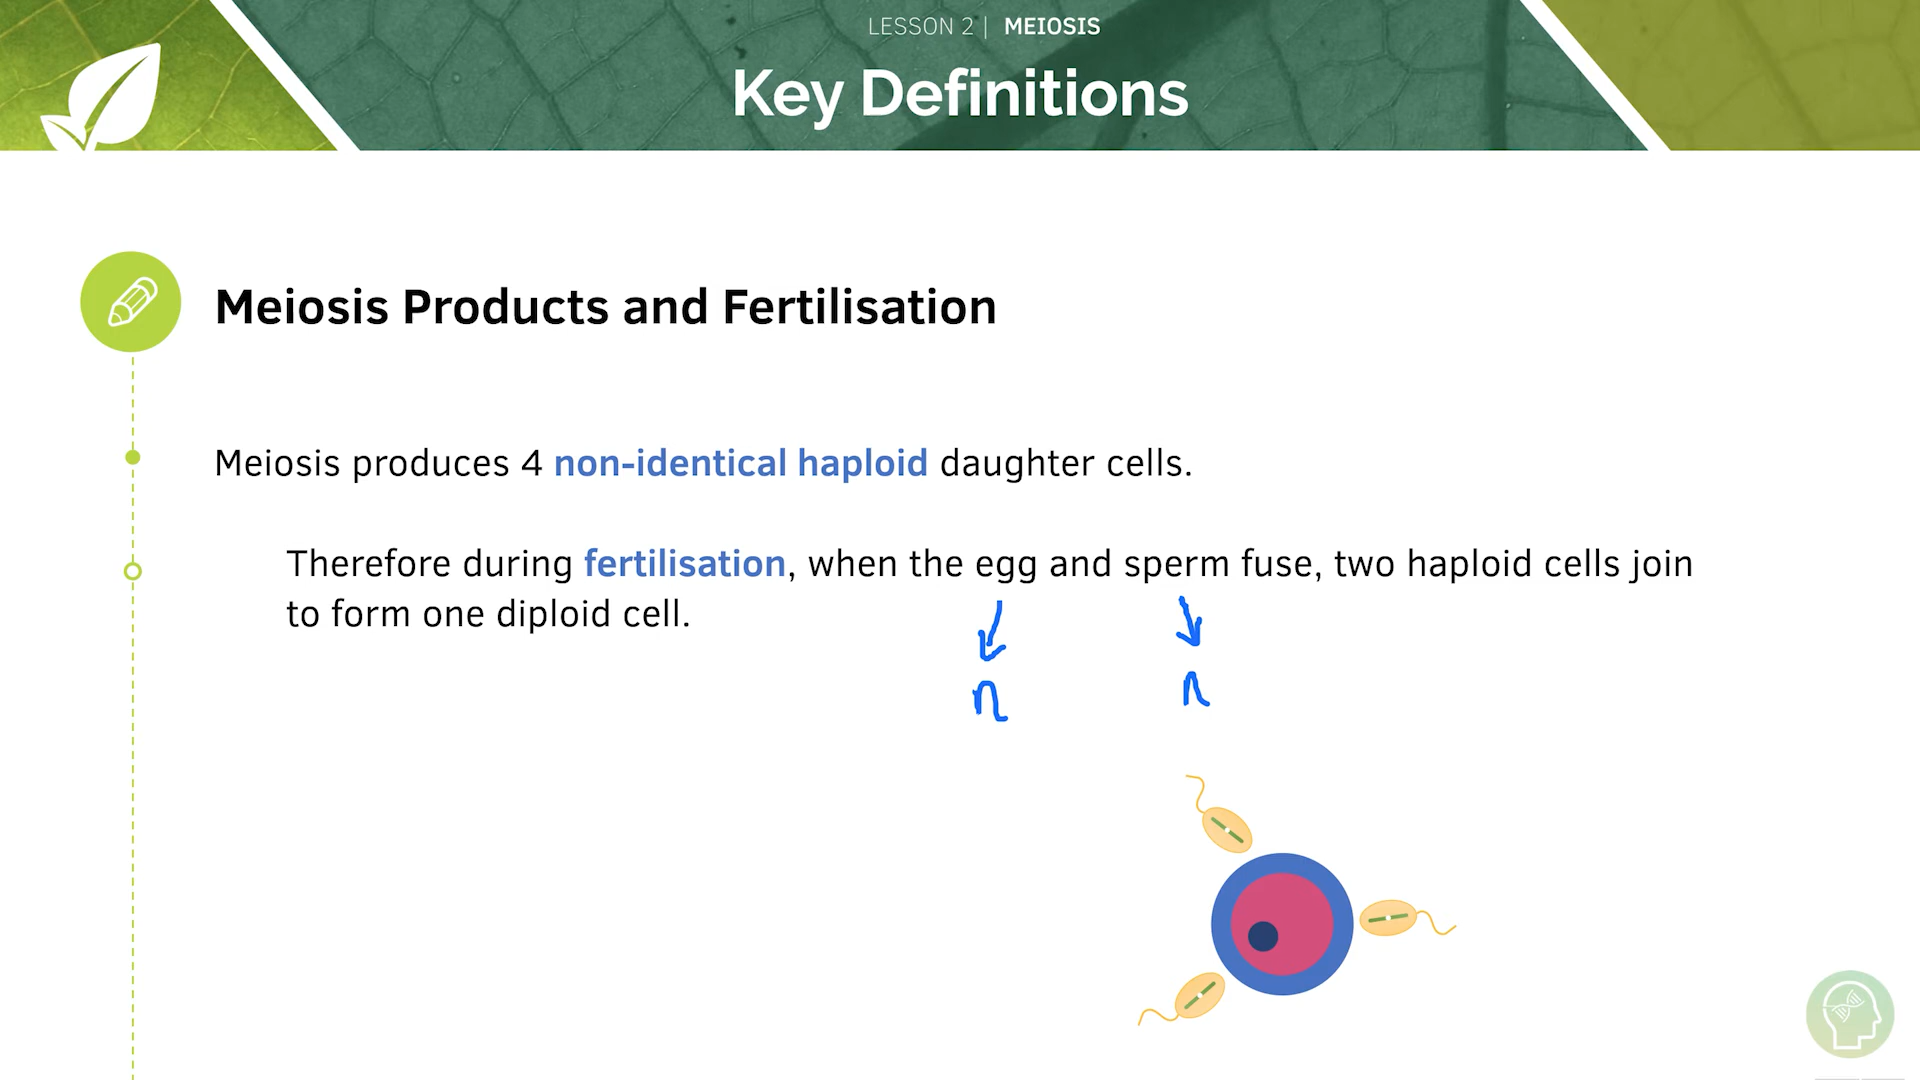 LESSON 2 | MEIOSIS
Key Definitions
Meiosis Products and Fertilisation
Meiosis produces 4 non-identical haploid daughter cells.
Therefore during fertilisation, when the egg and sperm fuse, two haploid cells join
to form one diploid cell.
n n